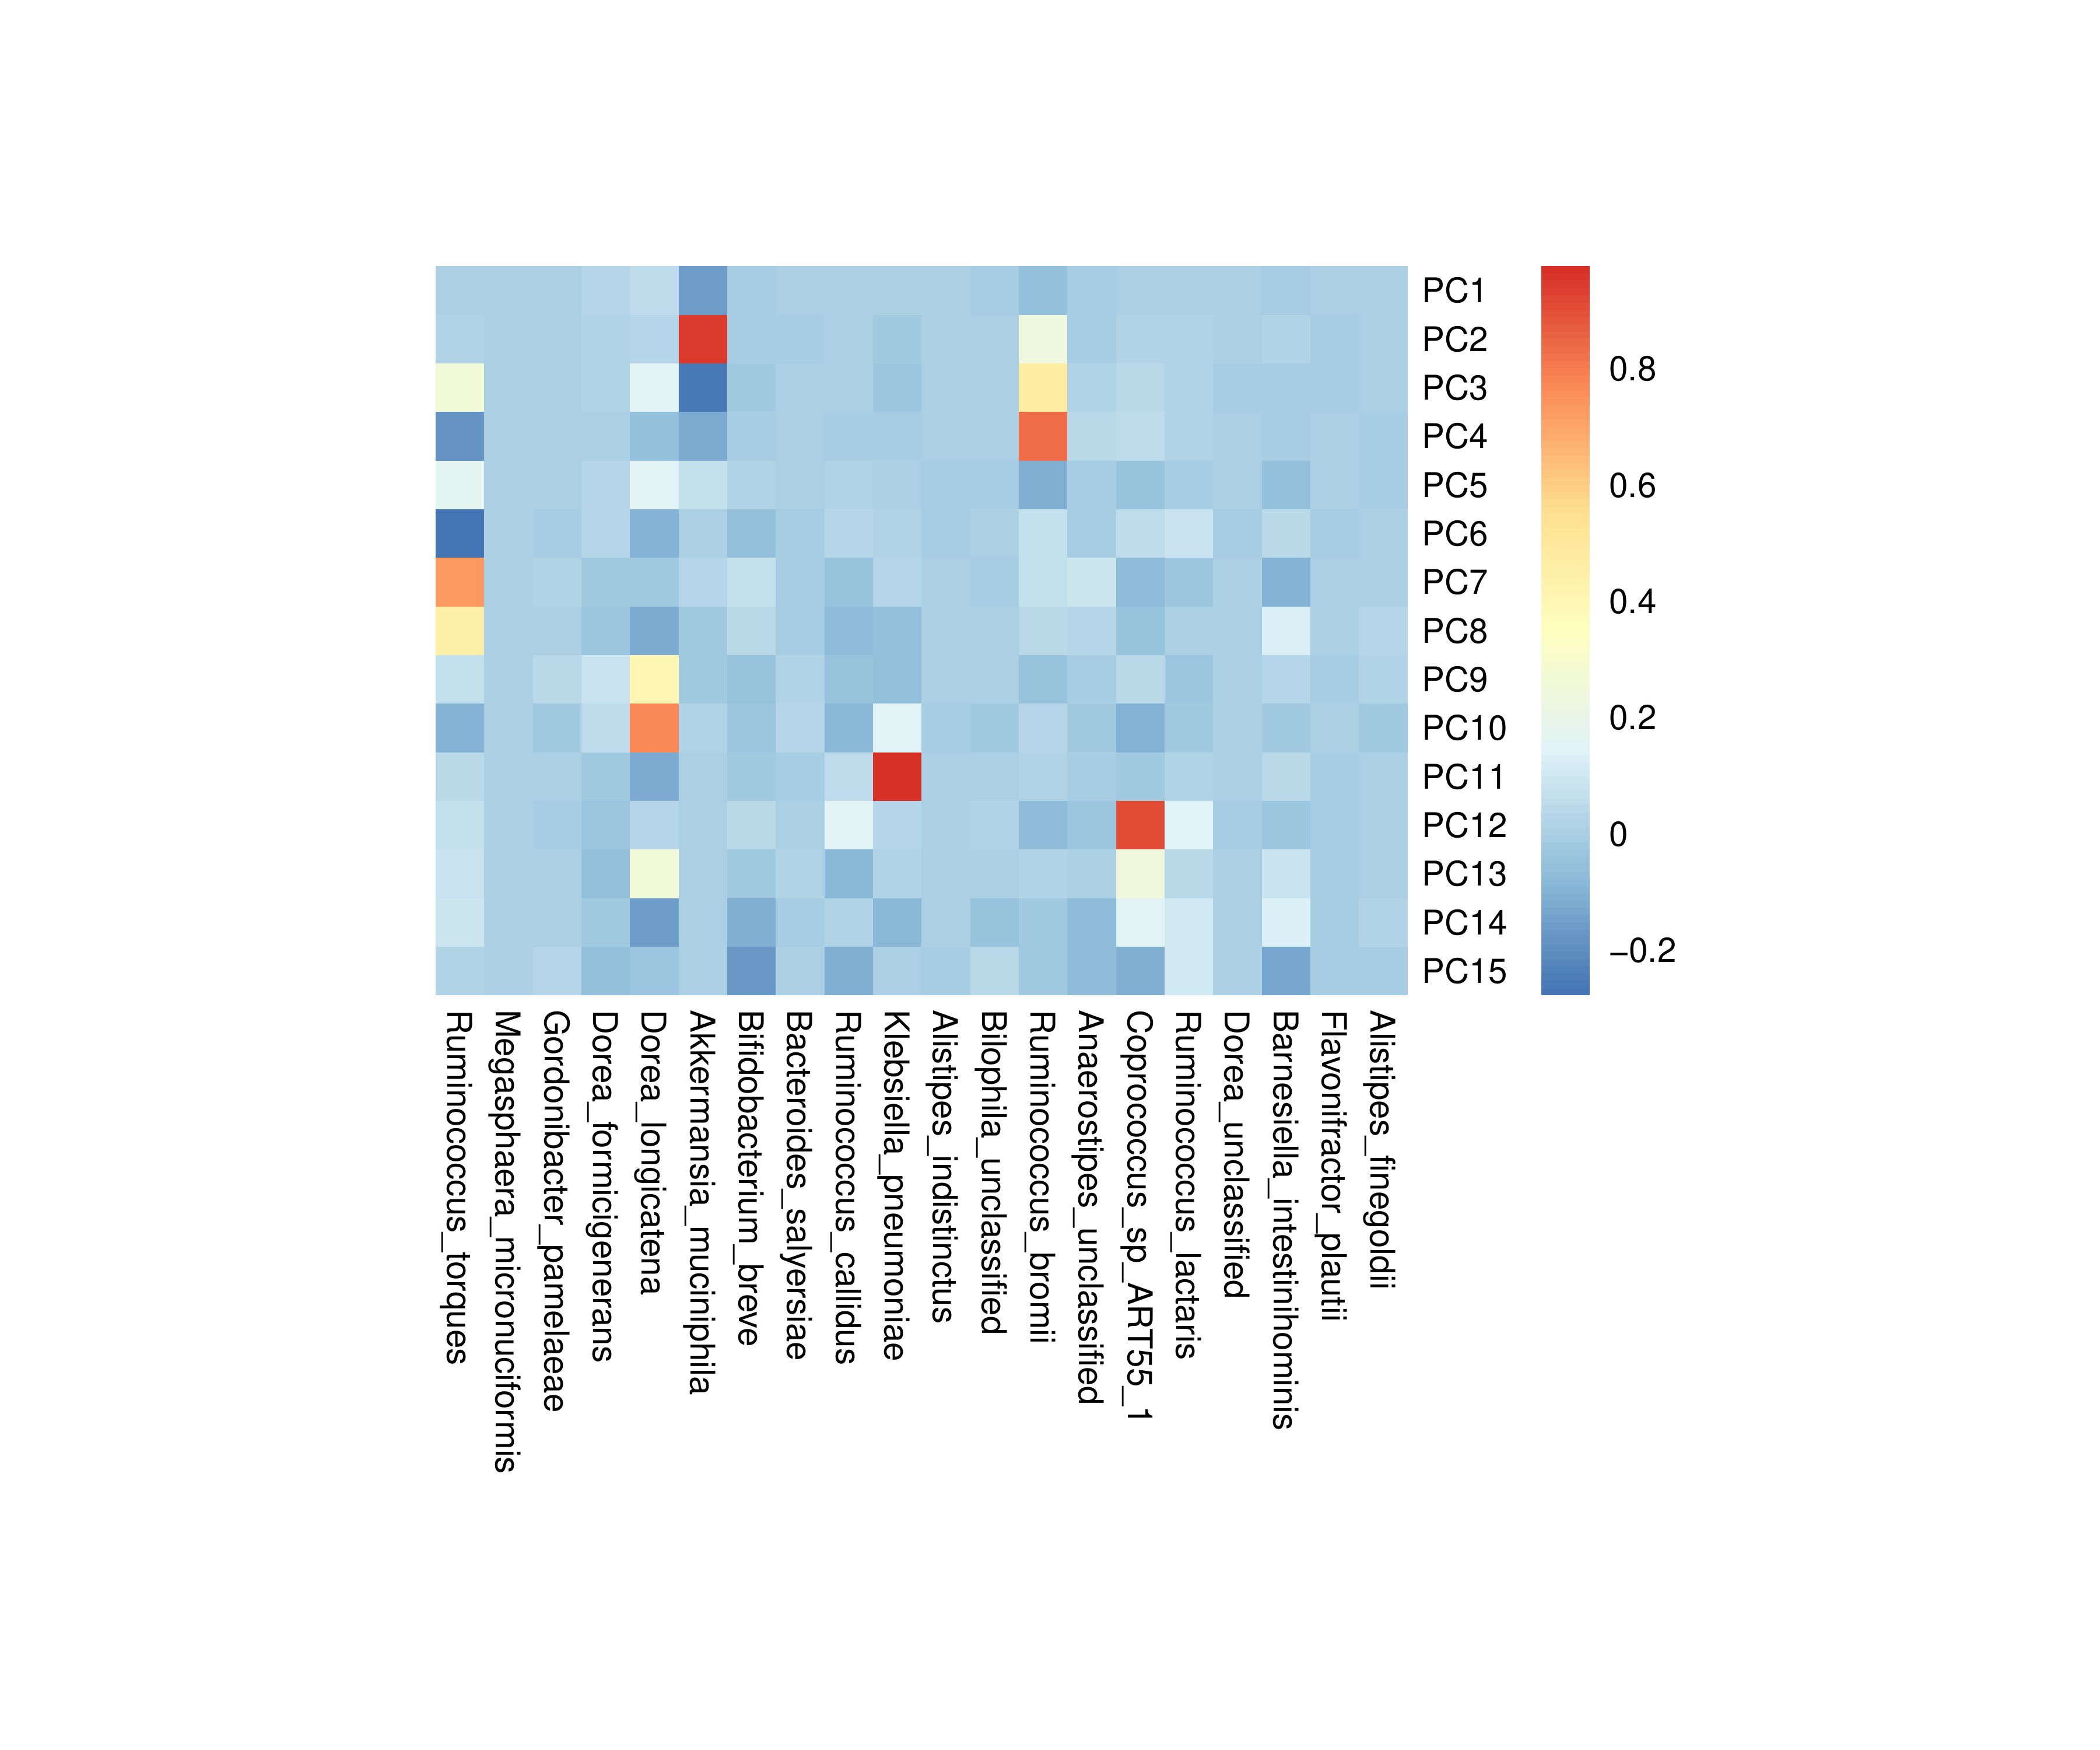 PC1
PC2
PC3
PC4
PC5
PC6
PC7
PC8
PC9
PC10
PC11
PC12
PC13
PC14
PC15
0.8
0.6
0.4
0.2
0
−0.2
Ruminococcus_torques
Megasphaera_micronuciformis
Gordonibacter_pamelaeae
Dorea_formicigenerans
Dorea_longicatena
Akkermansia_muciniphila
Bifidobacterium_breve
Bacteroides_salyersiae
Ruminococcus_callidus
Klebsiella_pneumoniae
Alistipes_indistinctus
Bilophila_unclassified
Ruminococcus_bromii
Anaerostipes_unclassified
Coprococcus_sp_ART55_1
Ruminococcus_lactaris
Dorea_unclassified
Barnesiella_intestinihominis
Flavonifractor_plautii
Alistipes_finegoldii